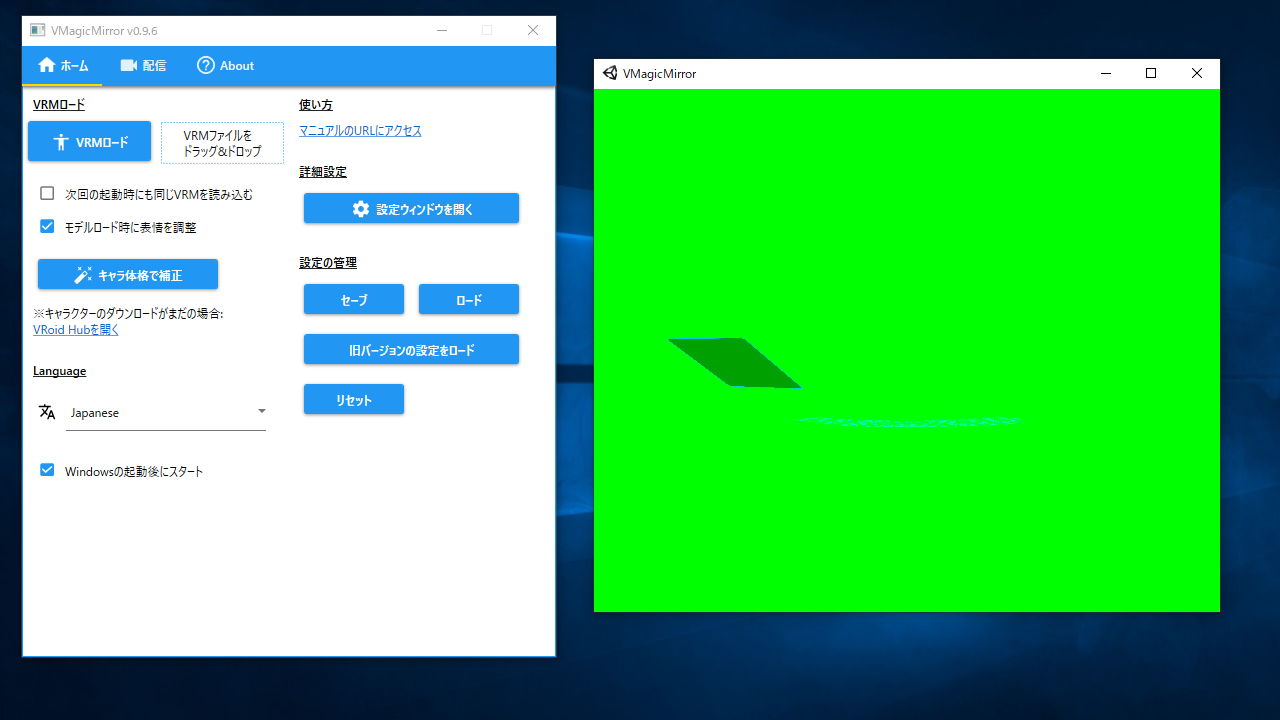 VMagicMirror v0.9.6
ホーム
配信
About
VRMロード
VRMロード
VRMファイルを
ドラッグ&ドロップ
次回の起動時にも同じVRMを読み込む
モデルロード時に表情を調整
キャラ体格で補正
※キャラクターのダウンロードがまだの場合:
VRoid Hubを開く
Language
Japanese
Windowsの起動後にスタート
使い方
マニュアルのURLにアクセス
詳細設定
設定ウィンドウを開く
設定の管理
セーブ
ロード
旧バージョンの設定をロード
リセット
VMagicMirror